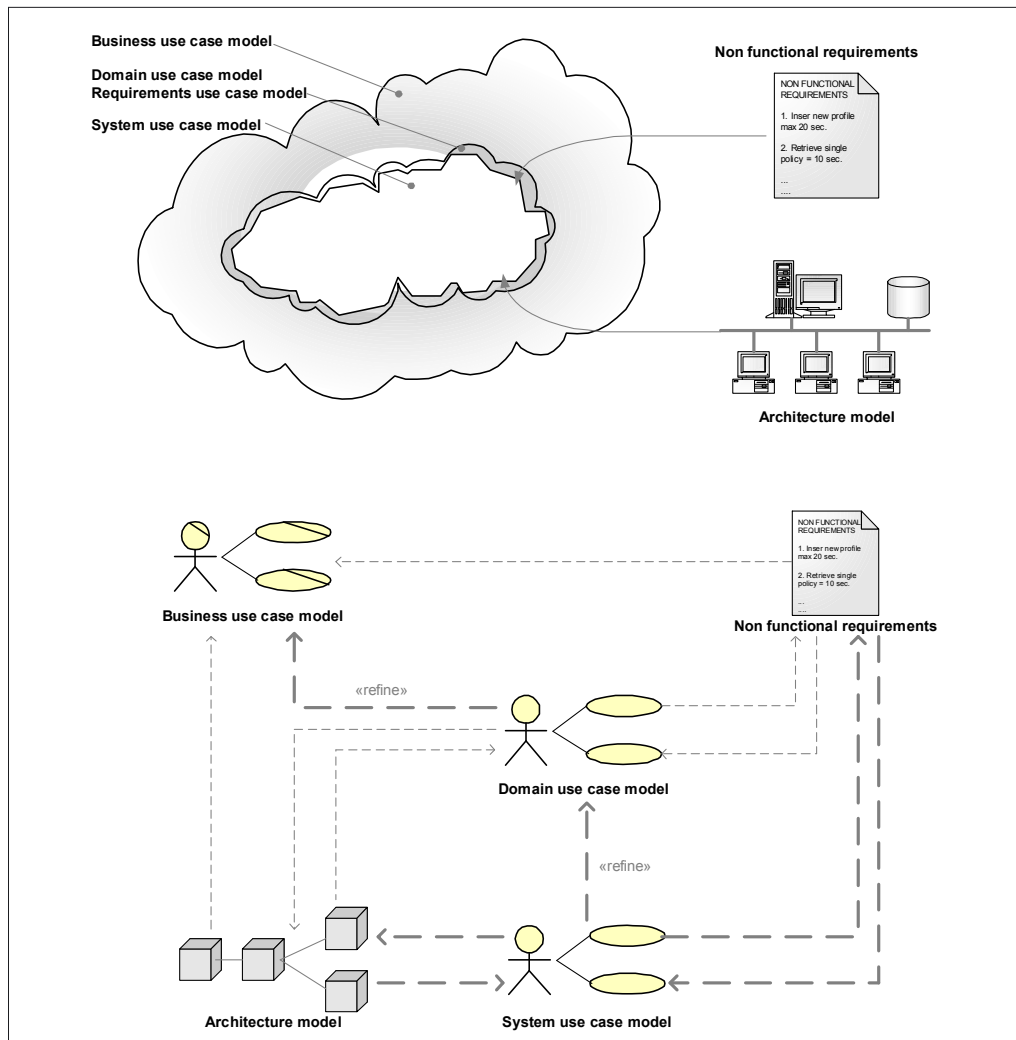 Business use case model
Domain use case model
Requirements use case model
System use case model
Non functional requirements
NON FUNCTIONAL
REQUIREMENTS
1. Inser new profile
max 20 sec.
2. Retrieve single
policy = 10 sec.
...
....
Architecture model
Business use case model
NON FUNCTIONAL
REQUIREMENTS
1. Inser new profile
max 20 sec.
2. Retrieve single
policy = 10 sec.
...
....
Non functional requirements
«refine»
Domain use case model
«refine»
Architecture model
System use case model